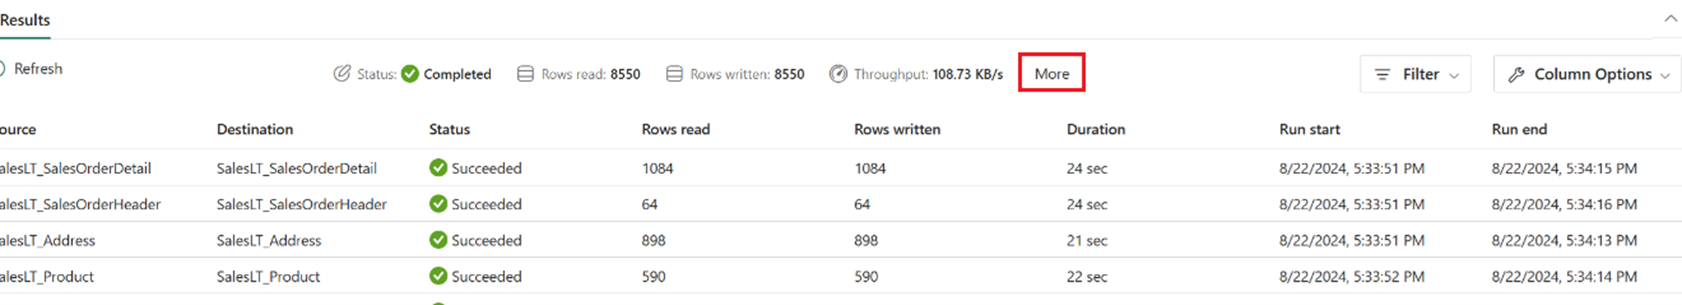 Results
Refresh
Status: Completed Rows read: 8550 Rows written: 8550 Throughput: 108.73 KB/s More Filter Column Options
ource Destination Status Rows read Rows written Duration Run start Run end
alesLT_SalesOrderDetail SalesLT_SalesOrderDetail Succeeded 1084 1084 24 sec 8/22/2024, 5:33:51 PM 8/22/2024, 5:34:15 PM
alesLT_SalesOrderHeader SalesLT_SalesOrderHeader Succeeded 64 64 24 sec 8/22/2024, 5:33:51 PM 8/22/2024, 5:34:16 PM
alesLT_Address SalesLT_Address Succeeded 898 898 21 sec 8/22/2024, 5:33:51 PM 8/22/2024, 5:34:13 PM
alesLT_Product SalesLT_Product Succeeded 590 590 22 sec 8/22/2024, 5:33:52 PM 8/22/2024, 5:34:14 PM